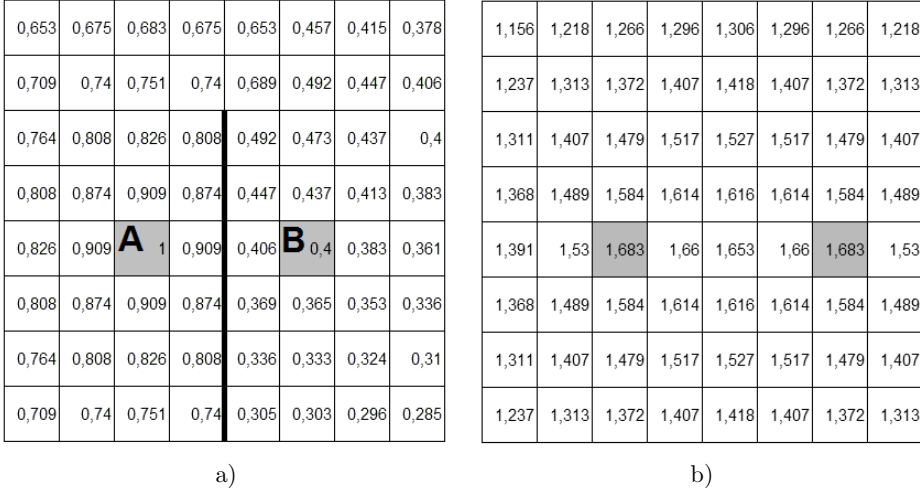 0,653 0,675 0,683 0,675 0,653 0,457 0,415 0,378
0,709 0,74 0,751 0,74 0,689 0,492 0,447 0,406
0,764 0,808 0,826 0,808 0,492 0,473 0,437 0,4
0,808 0,874 0,909 0,874 0,447 0,437 0,413 0,383
0,826 0,909 A 1 0,909 0,406 B 0,4 0,383 0,361
0,808 0,874 0,909 0,874 0,369 0,365 0,353 0,336
0,764 0,808 0,826 0,808 0,336 0,333 0,324 0,31
0,709 0,74 0,751 0,74 0,305 0,303 0,296 0,285
a)
1,156 1,218 1,266 1,296 1,306 1,296 1,266 1,218
1,237 1,313 1,372 1,407 1,418 1,407 1,372 1,313
1,311 1,407 1,479 1,517 1,527 1,517 1,479 1,407
1,368 1,489 1,584 1,614 1,616 1,614 1,584 1,489
1,391 1,53 1,683 1,66 1,653 1,66 1,683 1,53
1,368 1,489 1,584 1,614 1,616 1,614 1,584 1,489
1,311 1,407 1,479 1,517 1,527 1,517 1,479 1,407
1,237 1,313 1,372 1,407 1,418 1,407 1,372 1,313
b)